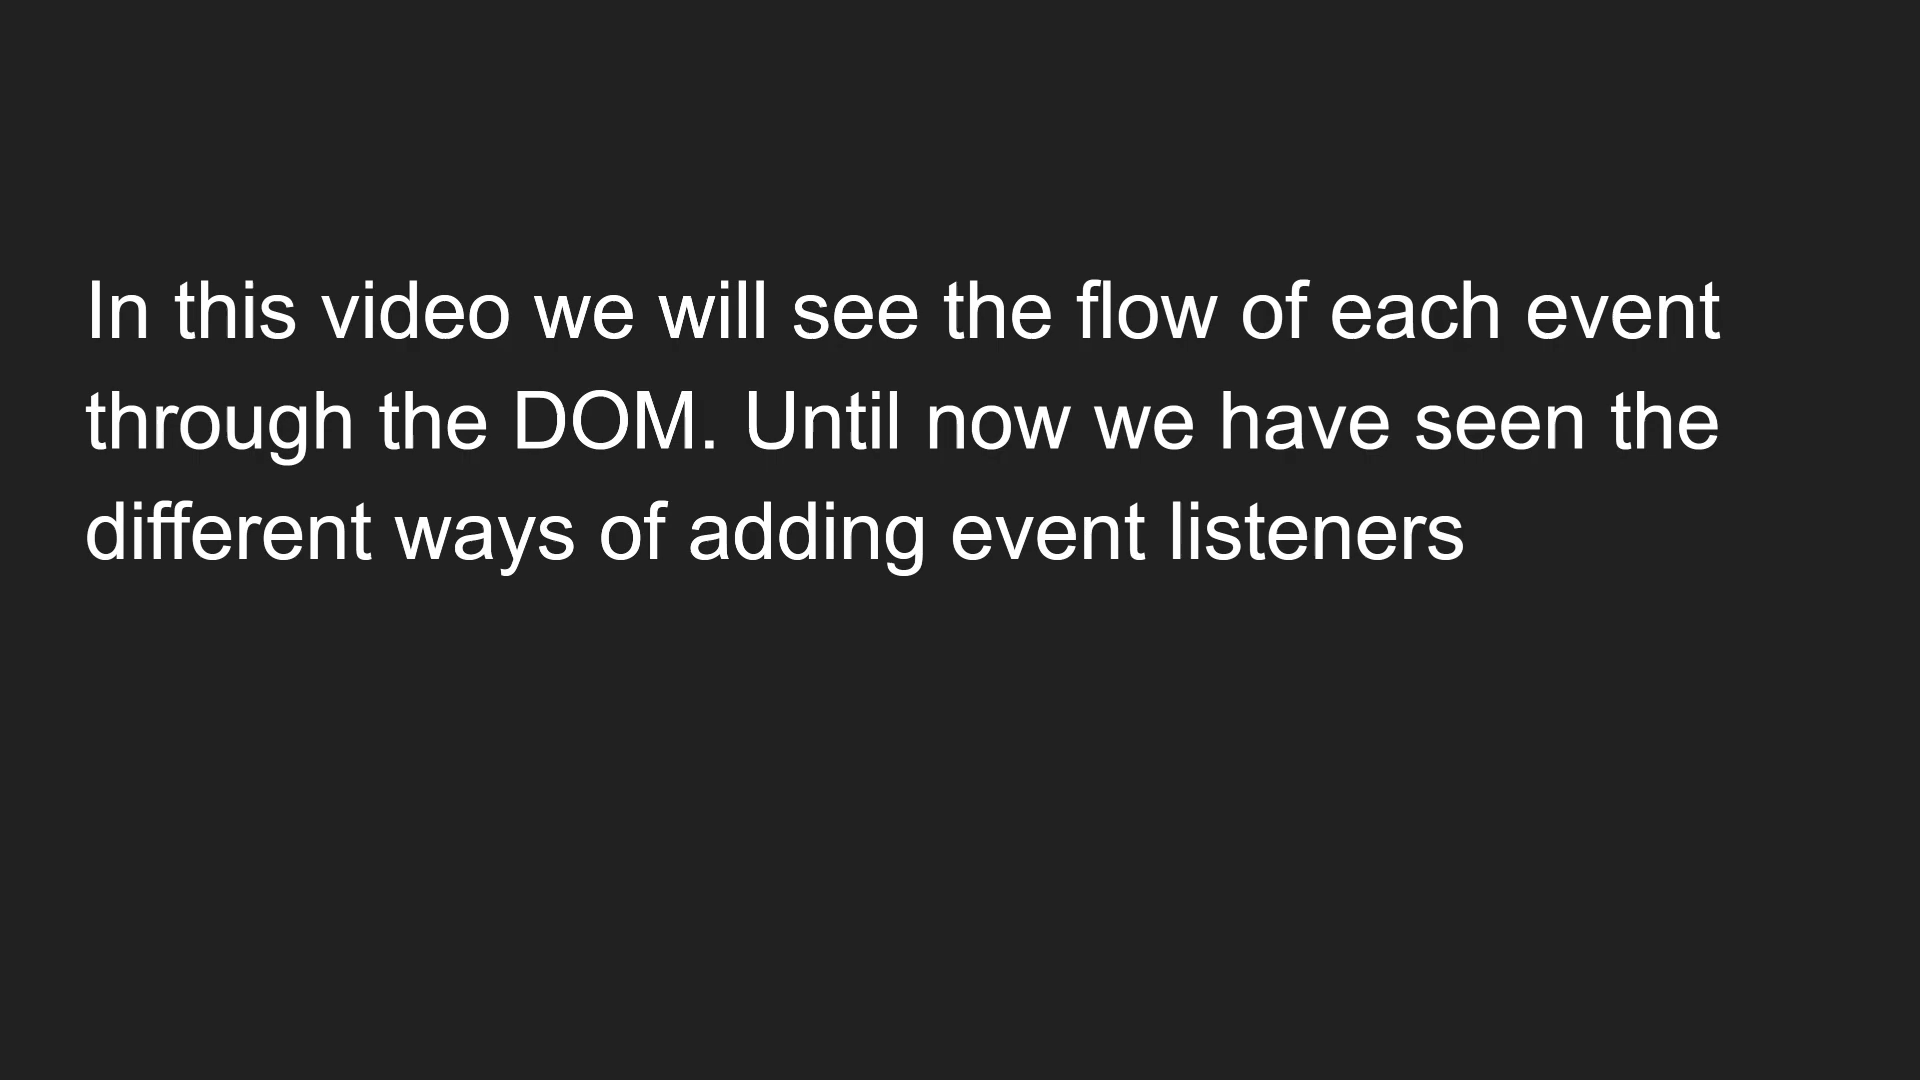 In this video we will see the flow of each event
through the DOM. Until now we have seen the
different ways of adding event listeners